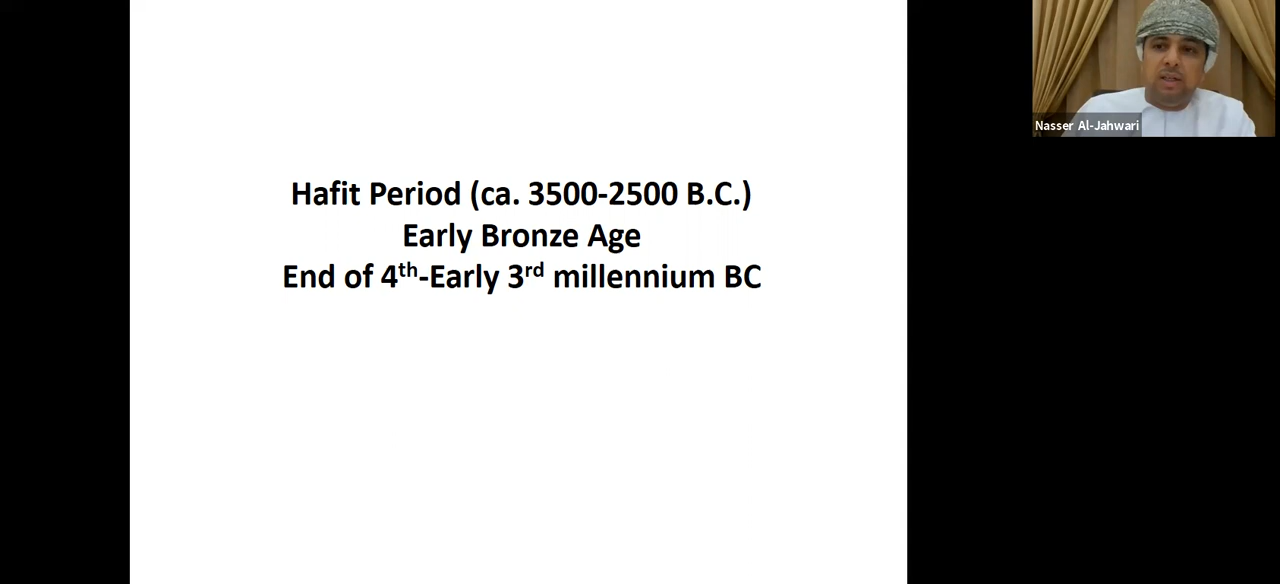 Hafit Period (ca. 3500-2500 B.C.)
Early Bronze Age
End of 4th-Early 3rd millennium BC
Nasser Al-Jahwari